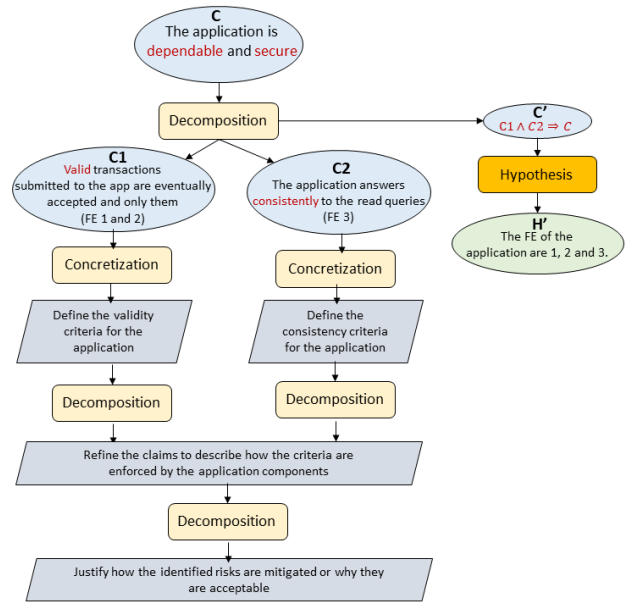 C
The application is
dependable and secure
Decomposition
C'
C1 ∧ C2 ⇒ C
C1
Valid transactions
submitted to the app are eventually
accepted and only them
(FE 1 and 2)
C2
The application answers
consistently to the read queries
(FE 3)
Hypothesis
H'
The FE of the
application are 1, 2 and 3.
Concretization
Concretization
Define the validity
criteria for the
application
Define the
consistency criteria
for the application
Decomposition
Decomposition
Refine the claims to describe how the criteria are
enforced by the application components
Decomposition
Justify how the identified risks are mitigated or why they
are acceptable